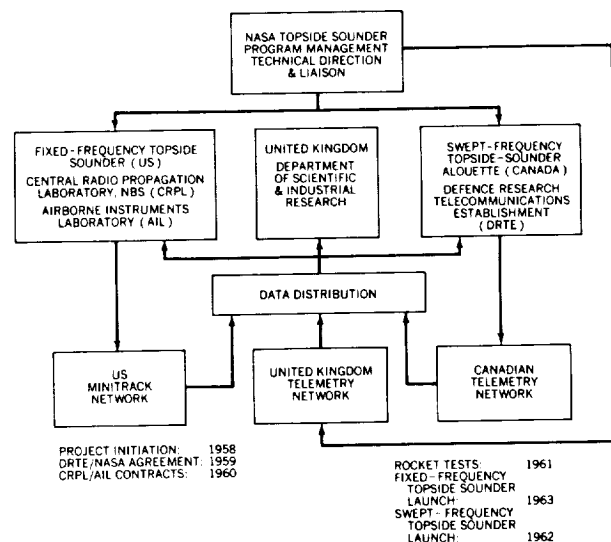 NASA TOPSIDE SOUNDER
PROGRAM MANAGEMENT
TECHNICAL DIRECTION
& LIAISON
FIXED-FREQUENCY TOPSIDE
SOUNDER (US)
CENTRAL RADIO PROPAGATION
LABORATORY, NBS (CRPL)
AIRBORNE INSTRUMENTS
LABORATORY (AIL)
UNITED KINGDOM
DEPARTMENT
OF SCIENTIFIC
& INDUSTRIAL
RESEARCH
SWEPT-FREQUENCY
TOPSIDE-SOUNDER
ALOUETTE (CANADA)
DEFENCE RESEARCH
TELECOMMUNICATIONS
ESTABLISHMENT
(DRTE)
DATA DISTRIBUTION
US
MINITRACK
NETWORK
UNITED KINGDOM
TELEMETRY
NETWORK
CANADIAN
TELEMETRY
NETWORK
PROJECT INITIATION: 1958
DRTE/NASA AGREEMENT: 1959
CRPL/AIL CONTRACTS: 1960
ROCKET TESTS: 1961
FIXED-FREQUENCY
TOPSIDE SOUNDER
LAUNCH: 1963
SWEPT-FREQUENCY
TOPSIDE SOUNDER
LAUNCH: 1962